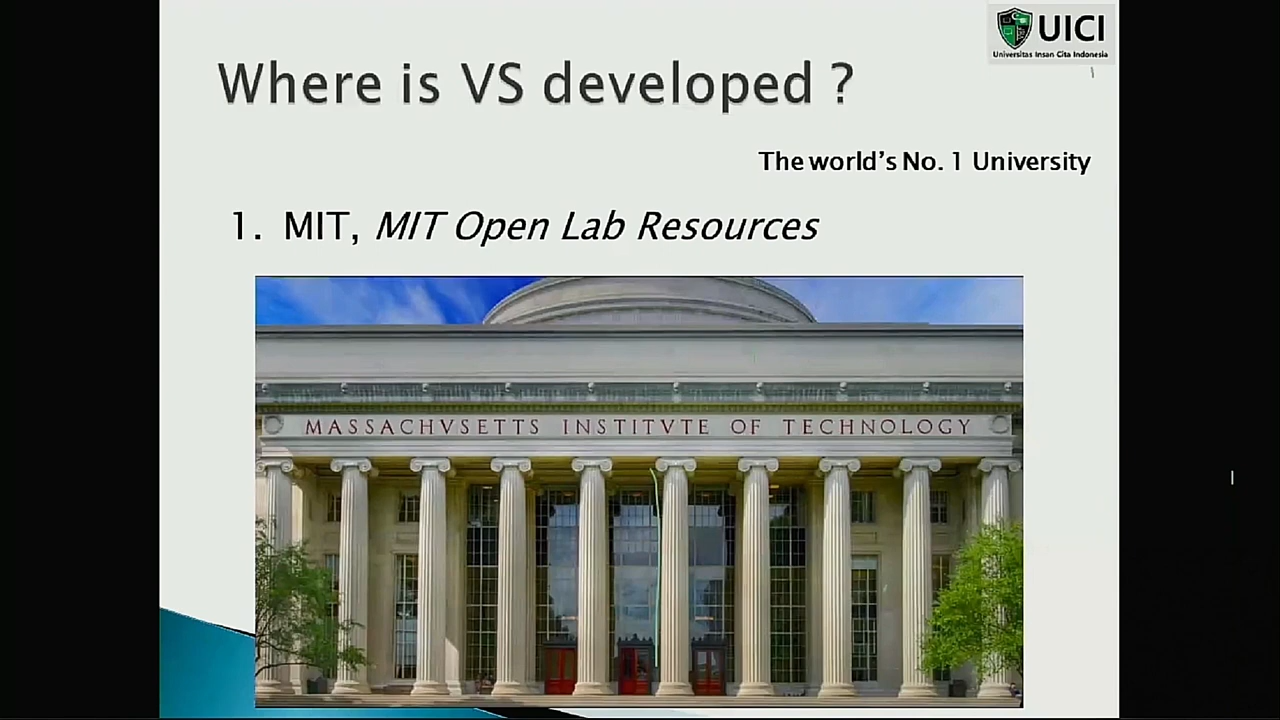 UICI
Universitas Insan Cita Indonesia
Where is VS developed ?
The world's No. 1 University
1. MIT, MIT Open Lab Resources
MASSACHVSETTS INSTITVTE OF TECHNOLOGY